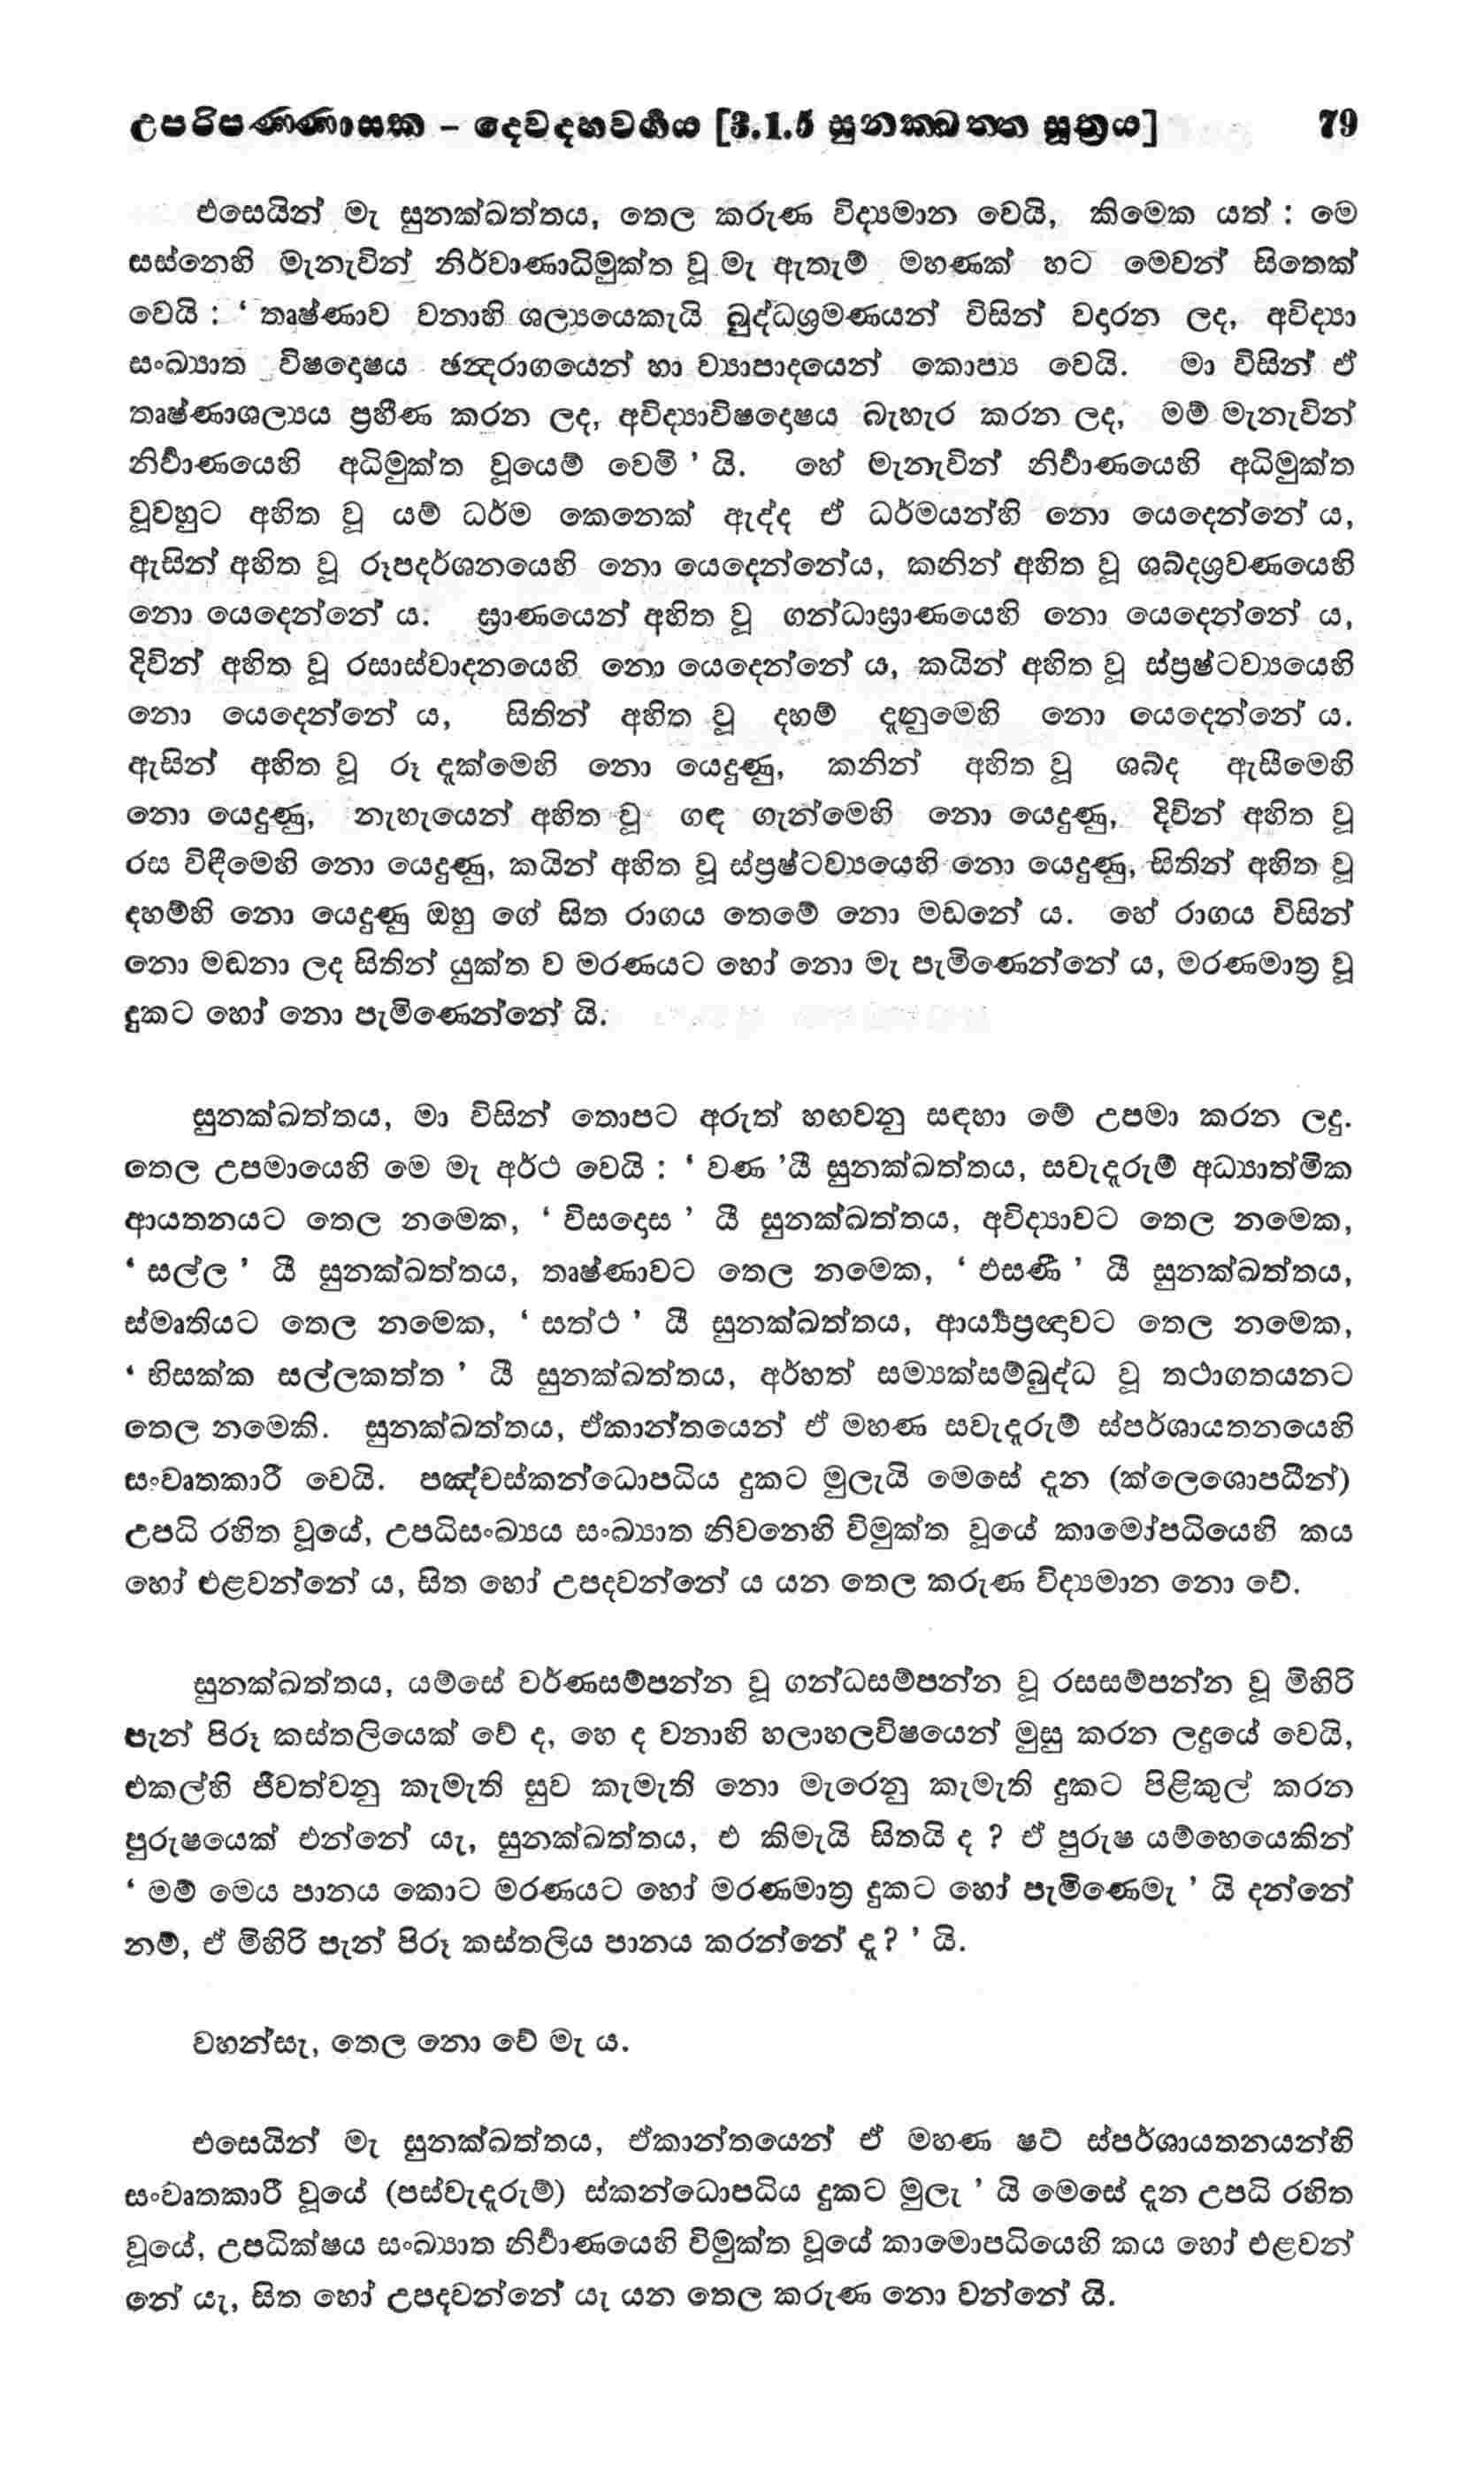 උපරිපණ්ණාසක – දෙවදහවර්‍ගය [3.1.5 සුනක්ඛත්ත සූත්‍රය] 79
එසෙයින් මැ සුනක්ඛත්තය, තෙල කරුණ විද්‍යමාන වෙයි, කිමෙක යත් : මෙ
සස්නෙහි මැනැවින් නිර්වාණාධිමුක්ත වූ මැ ඇතැම් මහණක් හට මෙවන් සිතෙක්
වෙයි : ‘ තෘෂ්ණාව වනාහි ශල්‍යයෙකැයි බුද්ධශ්‍රමණයන් විසින් වදාරන ලද, අවිද්‍යා
සංඛ්‍යාත විෂදොෂය ඡන්‍දරාගයෙන් හා ව්‍යාපාදයෙන් කොප්‍ය වෙයි. මා විසින් ඒ
තෘෂ්ණාශල්‍යය ප්‍රහීණ කරන ලද, අවිද්‍යාවිෂදොෂය බැහැර කරන ලද, මම් මැනැවින්
නිර්‍වාණයෙහි අධිමුක්ත වූයෙම් වෙමි ’ යි. හේ මැනැවින් නිර්‍වාණයෙහි අධිමුක්ත
වූවහුට අහිත වූ යම් ධර්ම කෙනෙක් ඇද්ද ඒ ධර්මයන්හි නො යෙදෙන්නේ ය,
ඇසින් අහිත වූ රූපදර්ශනයෙහි නො යෙදෙන්නේය, කනින් අහිත වූ ශබ්දශ්‍රවණයෙහි
නො යෙදෙන්නේ ය. ඝ්‍රාණයෙන් අහිත වූ ගන්ධාඝ්‍රාණයෙහි නො යෙදෙන්නේ ය,
දිවින් අහිත වූ රසාස්වාදනයෙහි නො යෙදෙන්නේ ය, කයින් අහිත වූ ස්ප්‍රෂ්ටව්‍යයෙහි
නො යෙදෙන්නේ ය, සිතින් අහිත වූ දහම් දැනුමෙහි නො යෙදෙන්නේ ය.
ඇසින් අහිත වූ රූ දැක්මෙහි නො යෙදුණු, කනින් අහිත වූ ශබ්ද ඇසීමෙහි
නො යෙදුණු, නැහැයෙන් අහිත වූ ගඳ ගැන්මෙහි නො යෙදුණු, දිවින් අහිත වූ
රස විඳීමෙහි නො යෙදුණු, කයින් අහිත වූ ස්ප්‍රෂ්ටව්‍යයෙහි නො යෙදුණු, සිතින් අහිත වූ
දහම්හි නො යෙදුණු ඔහු ගේ සිත රාගය තෙමේ නො මඩනේ ය. හේ රාගය විසින්
නො මඩනා ලද සිතින් යුක්ත ව මරණයට හෝ නො මැ පැමිණෙන්නේ ය, මරණමාත්‍ර වූ
දුකට හෝ නො පැමිණෙන්නේ යි.
සුනක්ඛත්තය, මා විසින් තොපට අරුත් හඟවනු සඳහා මේ උපමා කරන ලදු.
තෙල උපමායෙහි මෙ මැ අර්ථ වෙයි : ‘ වණ ’යී සුනක්ඛත්තය, සවැදෑරුම් අධ්‍යාත්මික
ආයතනයට තෙල නමෙක, ‘ විසදොස ’ යී සුනක්ඛත්තය, අවිද්‍යාවට තෙල නමෙක,
‘ සල්ල ’ යී සුනක්ඛත්තය, තෘෂ්ණාවට තෙල නමෙක, ‘ එසණී ’ යී සුනක්ඛත්තය,
ස්මෘතියට තෙල නමෙක, ‘ සත්ථ ’ යී සුනක්ඛත්තය, ආර්‍ය්‍යප්‍රඥාවට තෙල නමෙක,
‘ භිසක්ක සල්ලකත්ත ’ යී සුනක්ඛත්තය, අර්හත් සම්‍යක්සම්බුද්ධ වූ තථාගතයනට
තෙල නමෙකි. සුනක්ඛත්තය, ඒකාන්තයෙන් ඒ මහණ සවැදෑරුම් ස්පර්ශායතනයෙහි
සංවෘතකාරී වෙයි. පඤ්චස්කන්ධොපධිය දුකට මුලැයි මෙසේ දැන (ක්ලෙශොපධීන්)
උපධි රහිත වූයේ, උපධිසංඛ්‍යය සංඛ්‍යාත නිවනෙහි විමුක්ත වූයේ කාමෝපධියෙහි කය
හෝ එළවන්නේ ය, සිත හෝ උපදවන්නේ ය යන තෙල කරුණ විද්‍යමාන නො වේ.
සුනක්ඛත්තය, යම්සේ වර්ණසම්පන්න වූ ගන්ධසම්පන්න වූ රසසම්පන්න වූ මිහිරි
පැන් පිරූ කස්තලියෙක් වේ ද, හෙ ද වනාහි හලාහලවිෂයෙන් මුසු කරන ලදුයේ වෙයි,
එකල්හි ජීවත්වනු කැමැති සුව කැමැති නො මැරෙනු කැමැති දුකට පිළිකුල් කරන
පුරුෂයෙක් එන්නේ යැ, සුනක්ඛත්තය, එ කිමැයි සිතයි ද ? ඒ පුරුෂ යම්හෙයෙකින්
‘ මම් මෙය පානය කොට මරණයට හෝ මරණමාත්‍ර දුකට හෝ පැමිණෙමැ ’ යි දන්නේ
නම්, ඒ මිහිරි පැන් පිරූ කස්තලිය පානය කරන්නේ දැ ? ’ යි.
වහන්සැ, තෙල නො වේ මැ ය.
එසෙයින් මැ සුනක්ඛත්තය, ඒකාන්තයෙන් ඒ මහණ ෂට් ස්පර්ශායතනයන්හි
සංවෘතකාරී වූයේ (පස්වැදෑරුම්) ස්කන්ධොපධිය දුකට මුලැ ’ යි මෙසේ දැන උපධි රහිත
වූයේ, උපධික්ෂය සංඛ්‍යාත නිර්‍වාණයෙහි විමුක්ත වූයේ කාමොපධියෙහි කය හෝ එළවන්
නේ යැ, සිත හෝ උපදවන්නේ යැ යන තෙල කරුණ නො වන්නේ යි.